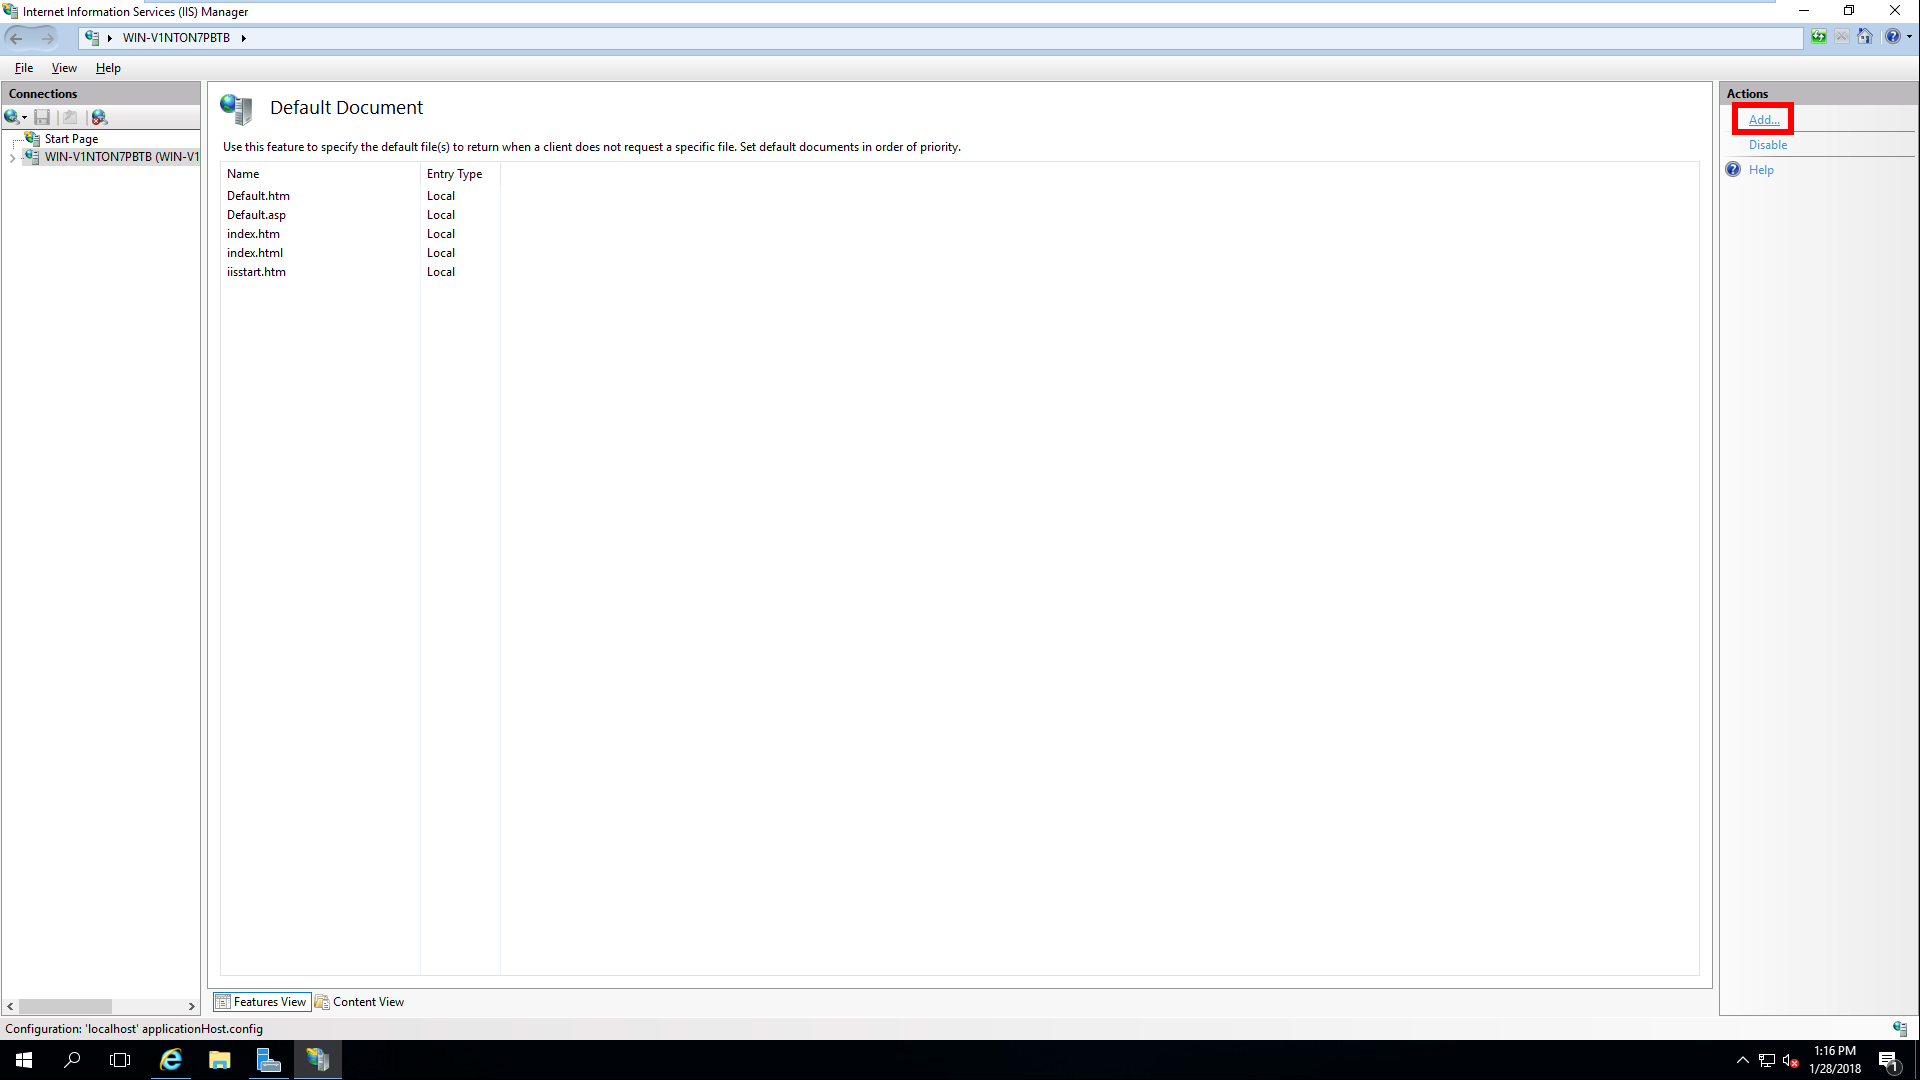 Internet Information Services (IIS) Manager
WIN-V1NTON7PBTB
File View Help
Connections
Start Page
WIN-V1NTON7PBTB (WIN-V1
Default Document
Use this feature to specify the default file(s) to return when a client does not request a specific file. Set default documents in order of priority.
Name Entry Type
Default.htm Local
Default.asp Local
index.htm Local
index.html Local
iisstart.htm Local
Actions
Add...
Disable
Help
Features View Content View
Configuration: 'localhost' applicationHost.config
1:16 PM
1/28/2018
1